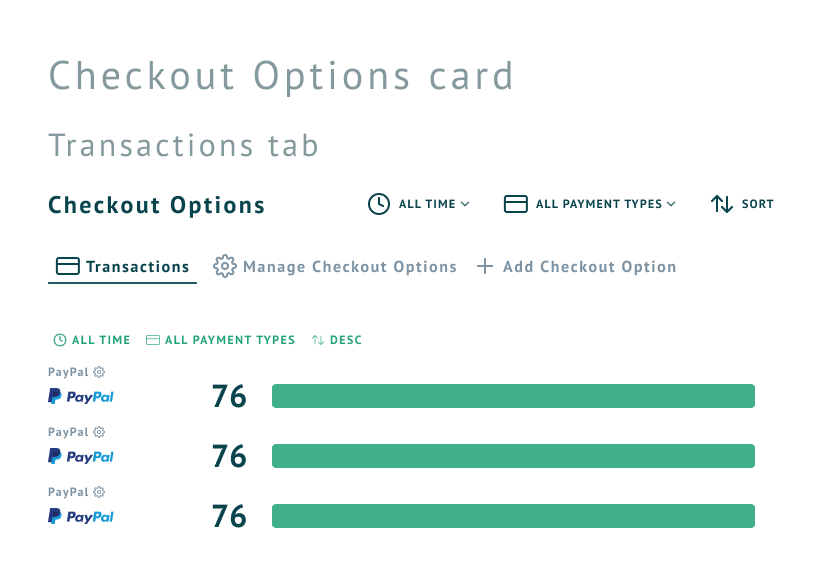 Checkout Options card
Transactions tab
Checkout Options ALL TIME ALL PAYMENT TYPES SORT
Transactions Manage Checkout Options Add Checkout Option
ALL TIME ALL PAYMENT TYPES DESC
PayPal
PayPal 76
PayPal
PayPal 76
PayPal
PayPal 76